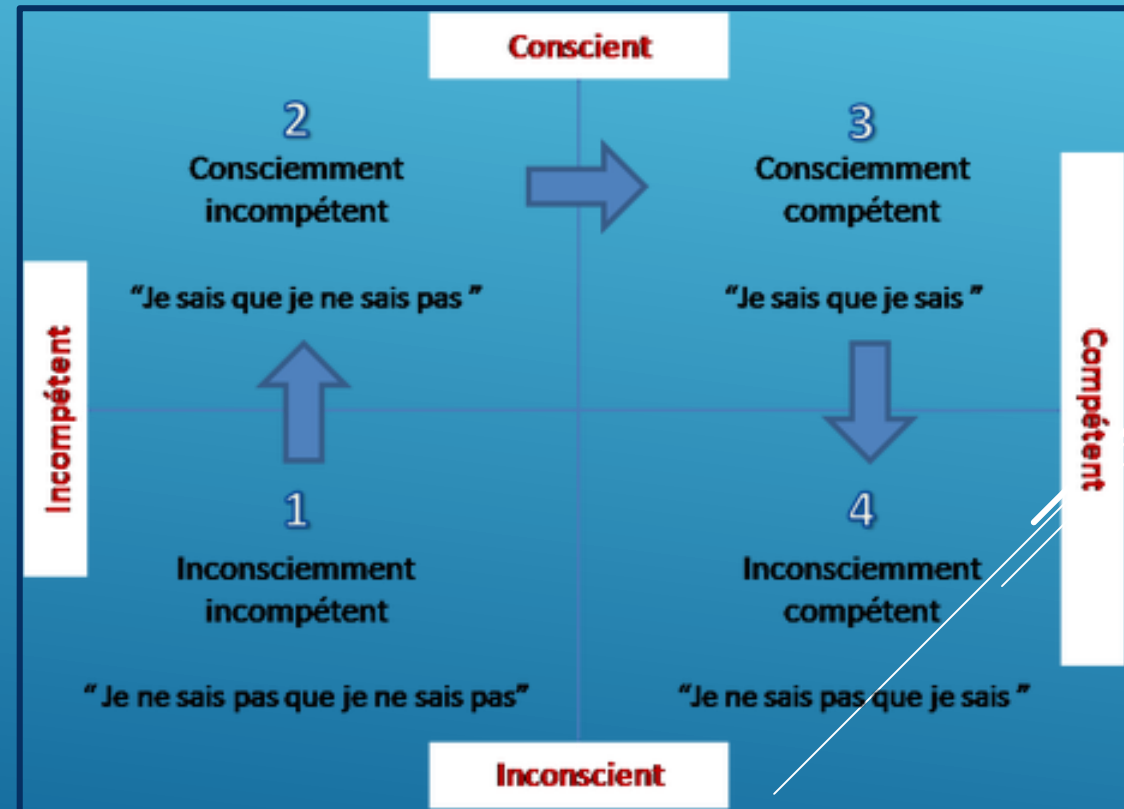 Conscient
2
Consciemment
incompétent
“Je sais que je ne sais pas ”
3
Consciemment
compétent
“Je sais que je sais ”
Incompétent
Compétent
1
Inconsciemment
incompétent
“ Je ne sais pas que je ne sais pas”
4
Inconsciemment
compétent
“Je ne sais pas que je sais ”
Inconscient